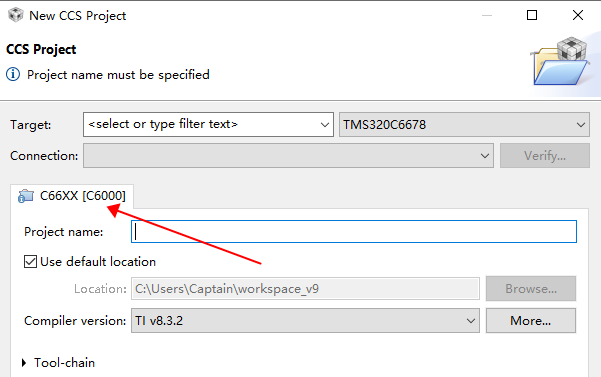 New CCS Project
CCS Project
Project name must be specified
Target: <select or type filter text> TMS320C6678
Connection: Verify...
C66XX [C6000]
Project name:
Use default location
Location: C:\Users\Captain\workspace_v9 Browse...
Compiler version: TI v8.3.2 More...
Tool-chain